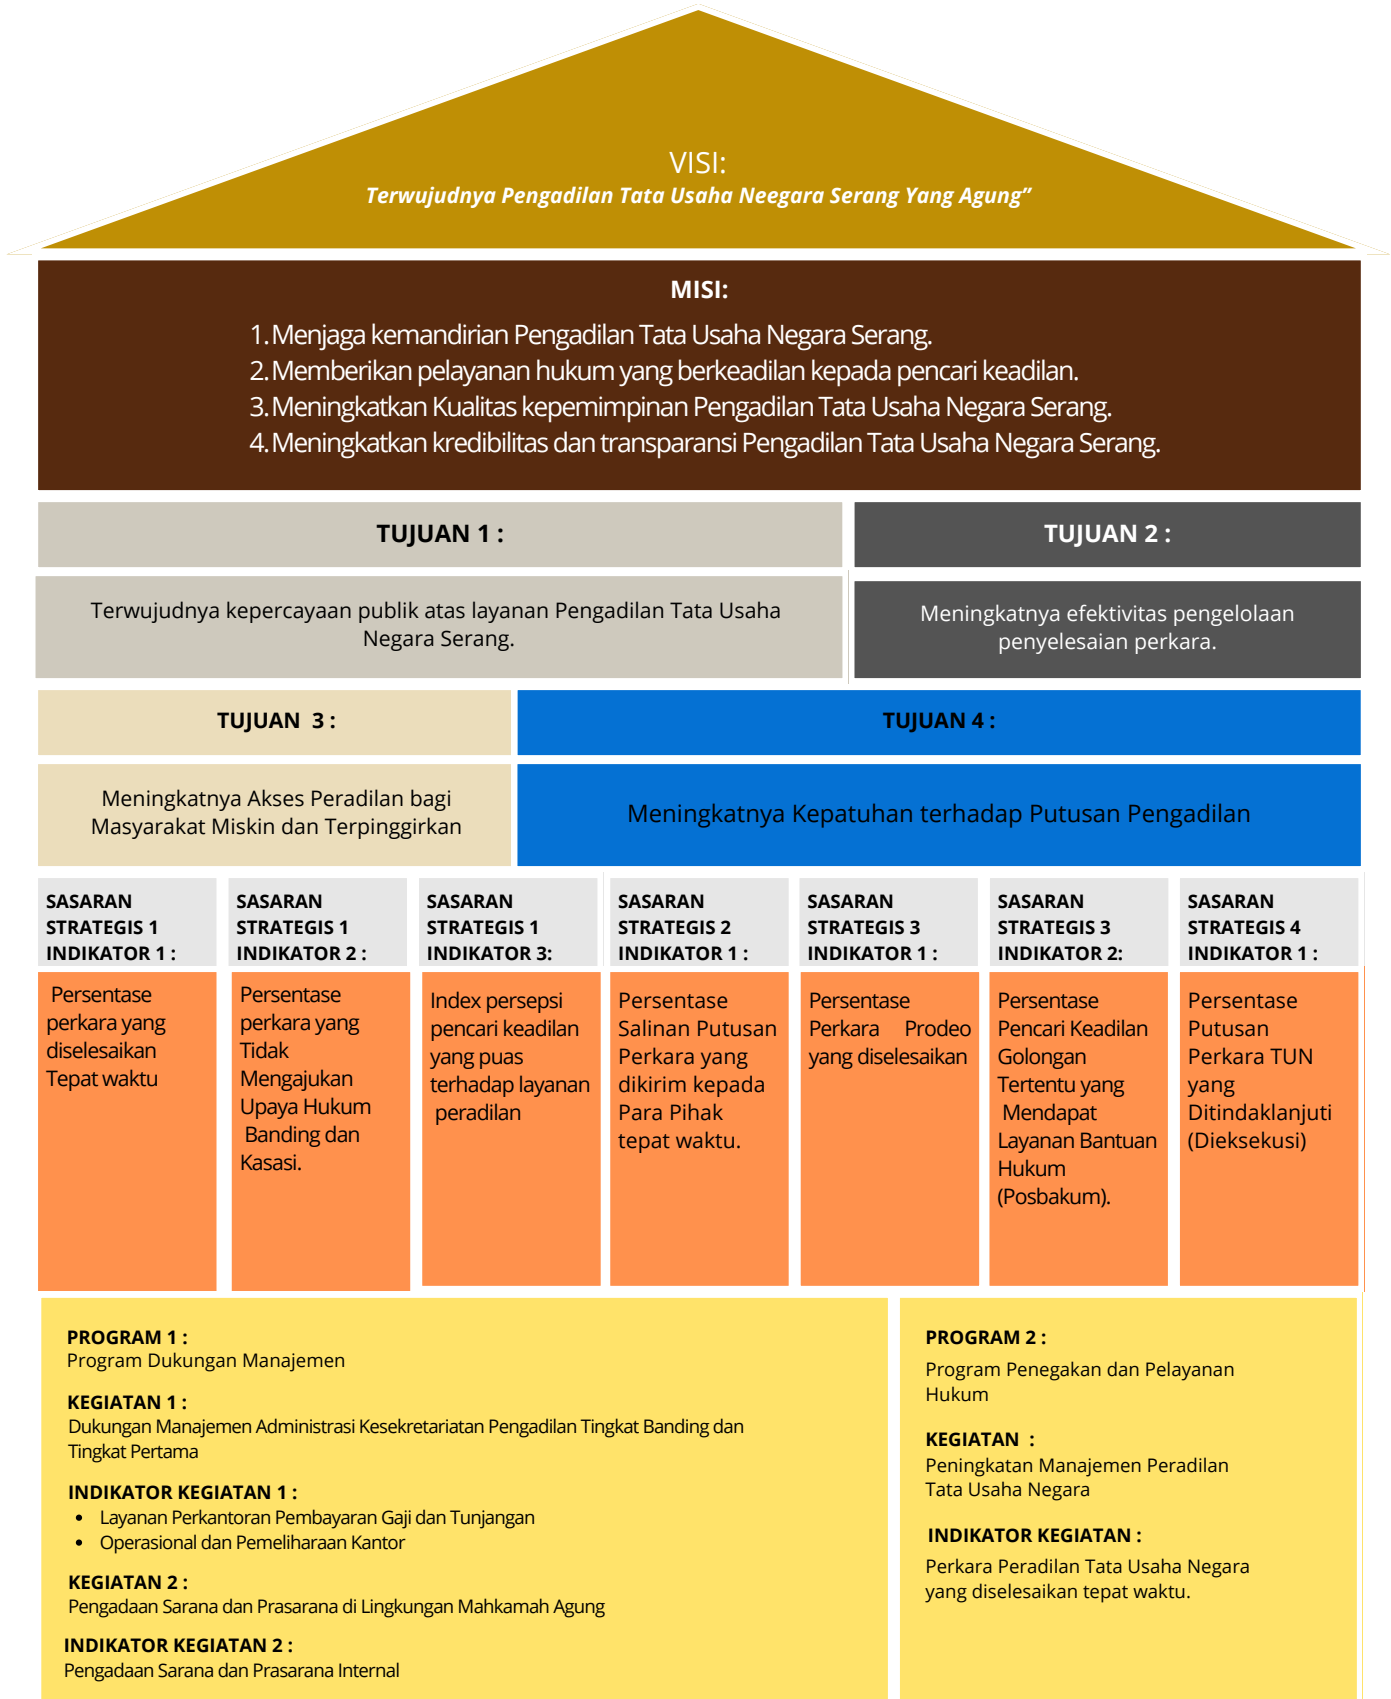 VISI:
Terwujudnya Pengadilan Tata Usaha Neegara Serang Yang Agung”
MISI:
1. Menjaga kemandirian Pengadilan Tata Usaha Negara Serang.
2. Memberikan pelayanan hukum yang berkeadilan kepada pencari keadilan.
3. Meningkatkan Kualitas kepemimpinan Pengadilan Tata Usaha Negara Serang.
4. Meningkatkan kredibilitas dan transparansi Pengadilan Tata Usaha Negara Serang.
TUJUAN 1 :
Terwujudnya kepercayaan publik atas layanan Pengadilan Tata Usaha
Negara Serang.
TUJUAN 2 :
Meningkatnya efektivitas pengelolaan
penyelesaian perkara.
TUJUAN 3 :
Meningkatnya Akses Peradilan bagi
Masyarakat Miskin dan Terpinggirkan
TUJUAN 4 :
Meningkatnya Kepatuhan terhadap Putusan Pengadilan
SASARAN
STRATEGIS 1
INDIKATOR 1 :
Persentase
perkara yang
diselesaikan
Tepat waktu
SASARAN
STRATEGIS 1
INDIKATOR 2 :
Persentase
perkara yang
Tidak
Mengajukan
Upaya Hukum
Banding dan
Kasasi.
SASARAN
STRATEGIS 1
INDIKATOR 3:
Index persepsi
pencari keadilan
yang puas
terhadap layanan
peradilan
SASARAN
STRATEGIS 2
INDIKATOR 1 :
Persentase
Salinan Putusan
Perkara yang
dikirim kepada
Para Pihak
tepat waktu.
SASARAN
STRATEGIS 3
INDIKATOR 1 :
Persentase
Perkara Prodeo
yang diselesaikan
SASARAN
STRATEGIS 3
INDIKATOR 2:
Persentase
Pencari Keadilan
Golongan
Tertentu yang
Mendapat
Layanan Bantuan
Hukum
(Posbakum).
SASARAN
STRATEGIS 4
INDIKATOR 1 :
Persentase
Putusan
Perkara TUN
yang
Ditindaklanjuti
(Dieksekusi)
PROGRAM 1 :
Program Dukungan Manajemen
KEGIATAN 1 :
Dukungan Manajemen Administrasi Kesekretariatan Pengadilan Tingkat Banding dan
Tingkat Pertama
INDIKATOR KEGIATAN 1 :
• Layanan Perkantoran Pembayaran Gaji dan Tunjangan
• Operasional dan Pemeliharaan Kantor
KEGIATAN 2 :
Pengadaan Sarana dan Prasarana di Lingkungan Mahkamah Agung
INDIKATOR KEGIATAN 2 :
Pengadaan Sarana dan Prasarana Internal
PROGRAM 2 :
Program Penegakan dan Pelayanan
Hukum
KEGIATAN :
Peningkatan Manajemen Peradilan
Tata Usaha Negara
INDIKATOR KEGIATAN :
Perkara Peradilan Tata Usaha Negara
yang diselesaikan tepat waktu.